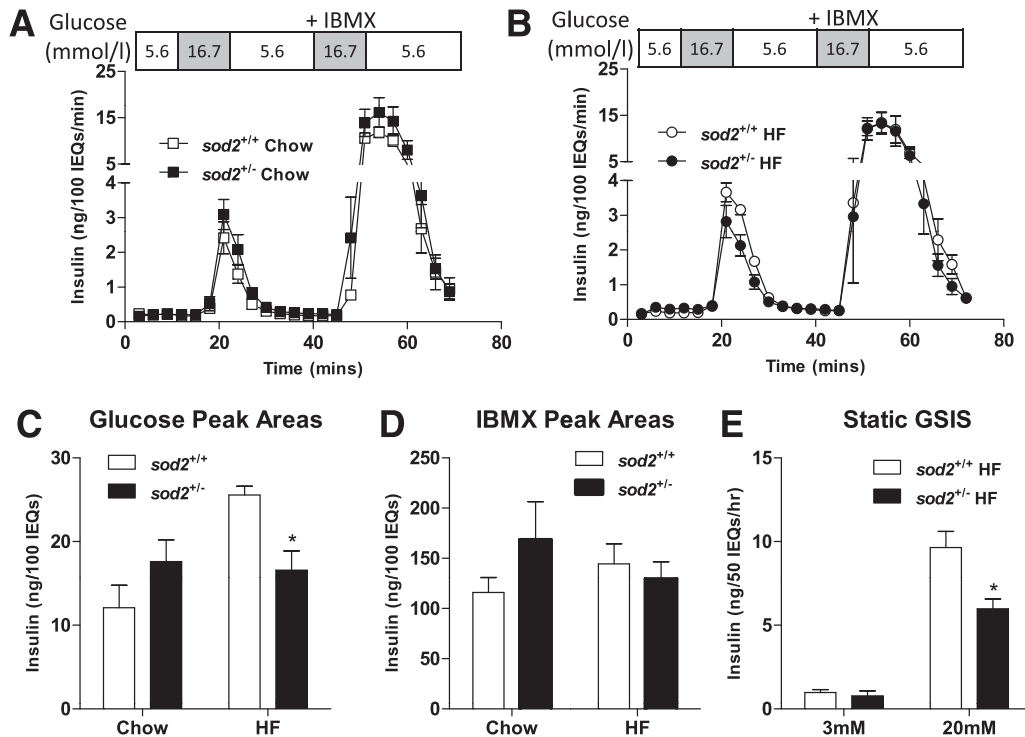 A
Glucose
(mmol/l)
+ IBMX
5.6 16.7 5.6 16.7 5.6
Insulin (ng/100 IEQs/min)
25
15
5
4
3
2
1
0
sod2+/+ Chow
sod2+/- Chow
0 20 40 60 80
Time (mins)
B
Glucose
(mmol/l)
+ IBMX
5.6 16.7 5.6 16.7 5.6
Insulin (ng/100 IEQs/min)
25
15
5
4
3
2
1
0
sod2+/+ HF
sod2+/- HF
0 20 40 60 80
Time (mins)
C
Glucose Peak Areas
Insulin (ng/100 IEQs)
30
20
10
0
sod2+/+
sod2+/-
*
Chow HF
D
IBMX Peak Areas
Insulin (ng/100 IEQs)
250
200
150
100
50
0
sod2+/+
sod2+/-
Chow HF
E
Static GSIS
Insulin (ng/50 IEQs/hr)
15
10
5
0
sod2+/+ HF
sod2+/- HF
*
3mM 20mM